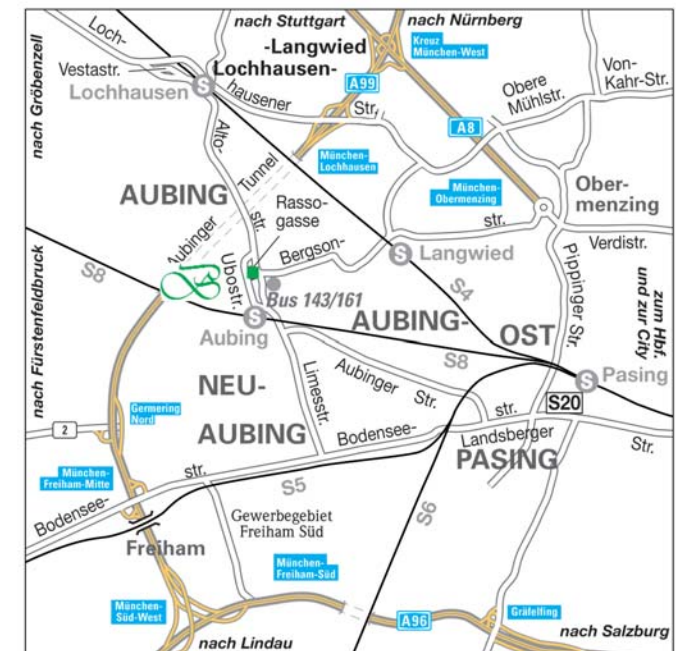 nach Stuttgart
nach Nürnberg
Loch-
-Langwied
Kreuz
München-West
Vestastr.
Lochhausen-
Von-
Kahr-Str.
Lochhausen
S
hausener
A99
Obere
Mühlstr.
nach Gröbenzell
Str.
A8
Alto-
München-
Lochhausen
Tunnel
AUBING
str.
Rasso-
gasse
München-
Obermenzing
Ober-
menzing
str.
Aubinger
Bergson-
S
Langwied
Verdistr.
S8
Ubostr.
Bus 143/161
S4
Pippinger Str.
zum Hbf.
und zur City
nach Fürstenfeldbruck
S
Aubing
AUBING-
OST
S8
S
Pasing
NEU-
AUBING
Limesstr.
Aubinger
Str.
str.
S20
Germering
Nord
2
Bodensee-
Landsberger
Str.
PASING
München-
Freiham-Mitte
str.
S5
Bodensee-
S6
Gewerbegebiet
Freiham Süd
Freiham
München-
Freiham-Süd
München-
Süd-West
A96
Gräfelfing
nach Lindau
nach Salzburg